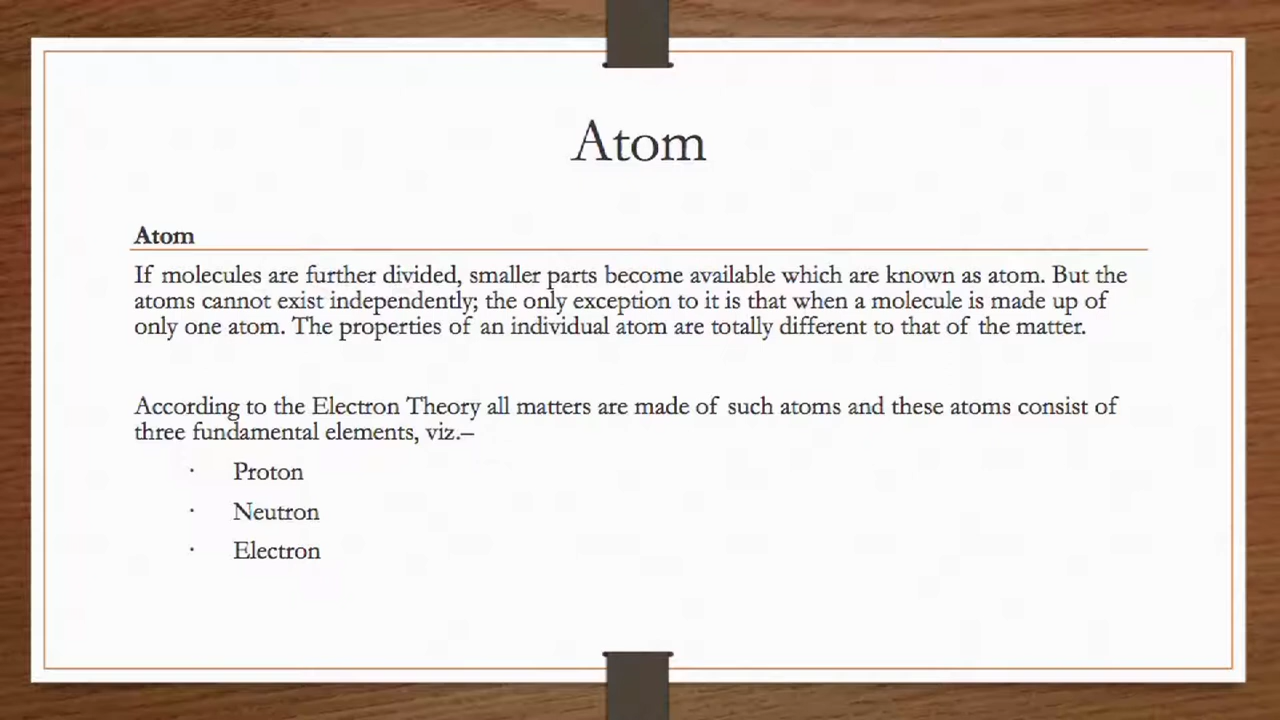 Atom
Atom
If molecules are further divided, smaller parts become available which are known as atom. But the
atoms cannot exist independently; the only exception to it is that when a molecule is made up of
only one atom. The properties of an individual atom are totally different to that of the matter.
According to the Electron Theory all matters are made of such atoms and these atoms consist of
three fundamental elements, viz.–
· Proton
· Neutron
· Electron